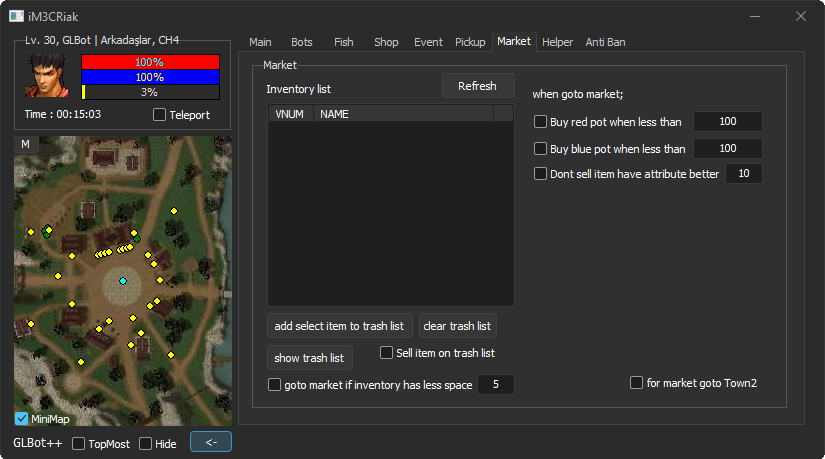 iM3CRiak
Lv. 30, GLBot | Arkadaşlar, CH4
100%
100%
3%
Time : 00:15:03
Teleport
M
MiniMap
GLBot++
TopMost
Hide
<-
Main Bots Fish Shop Event Pickup Market Helper Anti Ban
Market
Inventory list
Refresh
VNUM NAME
add select item to trash list
clear trash list
show trash list
Sell item on trash list
goto market if inventory has less space 5
when goto market;
Buy red pot when less than 100
Buy blue pot when less than 100
Dont sell item have attribute better 10
for market goto Town2